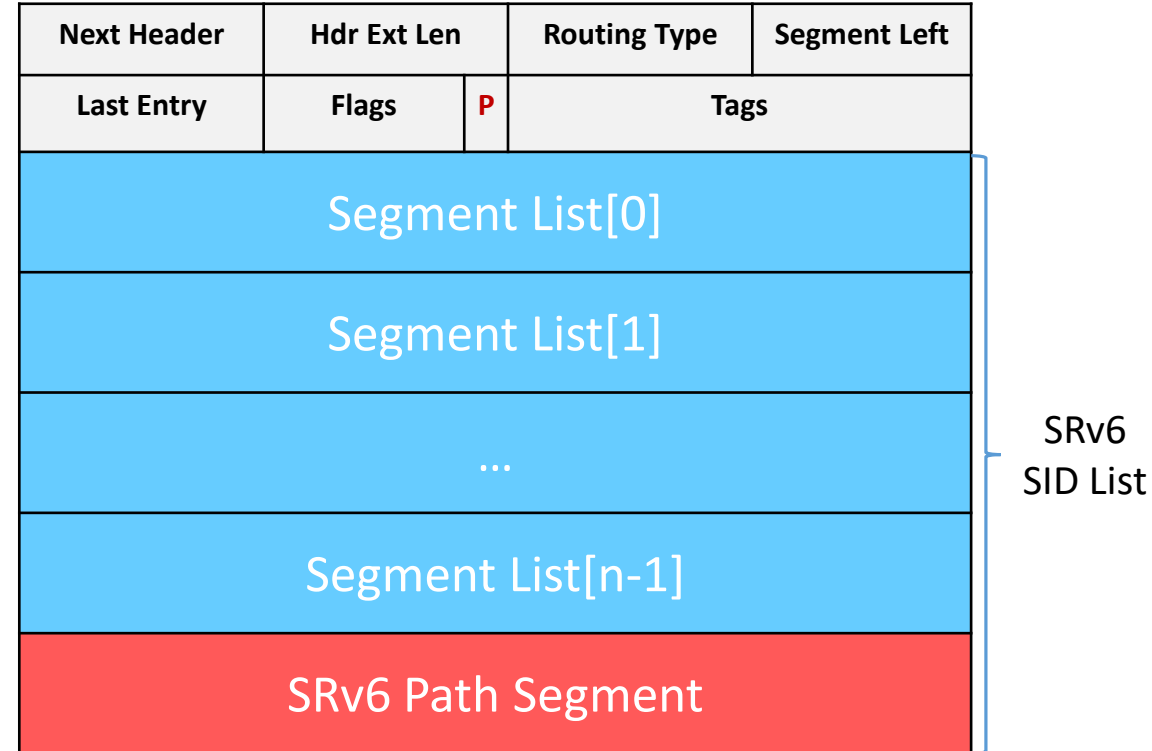 Next Header Hdr Ext Len Routing Type Segment Left
Last Entry Flags P Tags
Segment List[0]
Segment List[1]
...
SRv6
SID List
Segment List[n-1]
SRv6 Path Segment